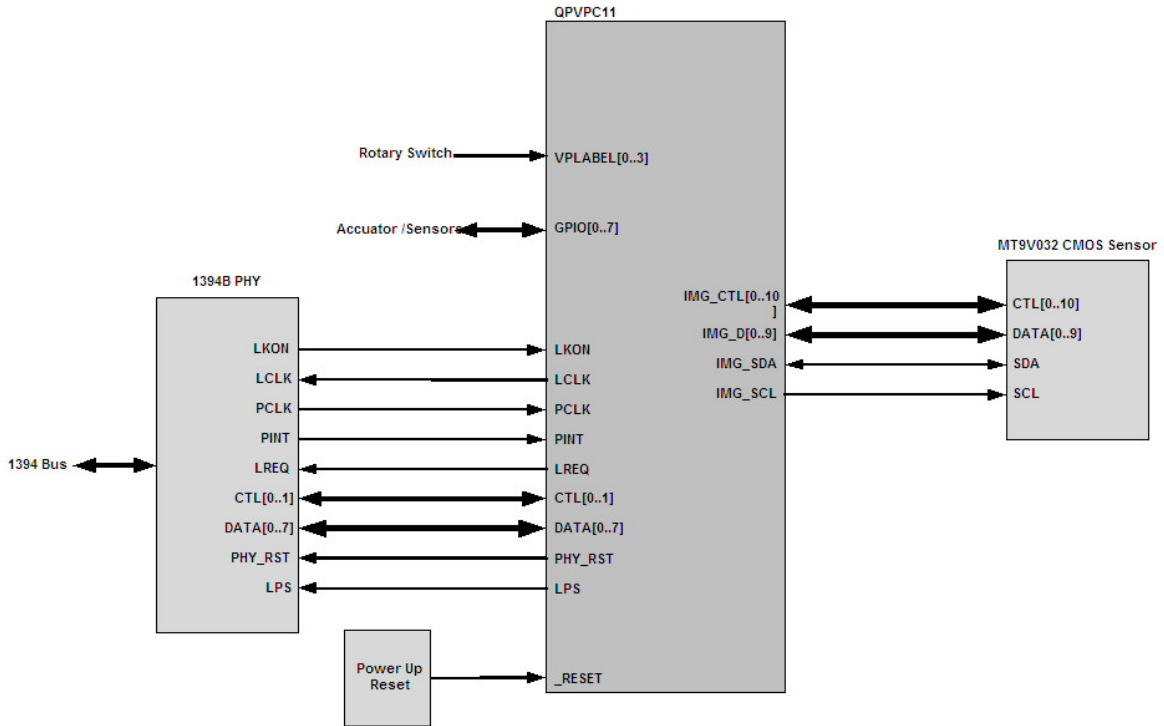 QPVPC11
Rotary Switch
VPLABEL[0..3]
Accuator /Sensors
GPIO[0..7]
MT9V032 CMOS Sensor
1394B PHY
IMG_CTL[0..10
]
CTL[0..10]
IMG_D[0..9]
DATA[0..9]
LKON
LKON
IMG_SDA
SDA
LCLK
LCLK
IMG_SCL
SCL
PCLK
PCLK
PINT
PINT
1394 Bus
LREQ
LREQ
CTL[0..1]
CTL[0..1]
DATA[0..7]
DATA[0..7]
PHY_RST
PHY_RST
LPS
LPS
Power Up
Reset
_RESET